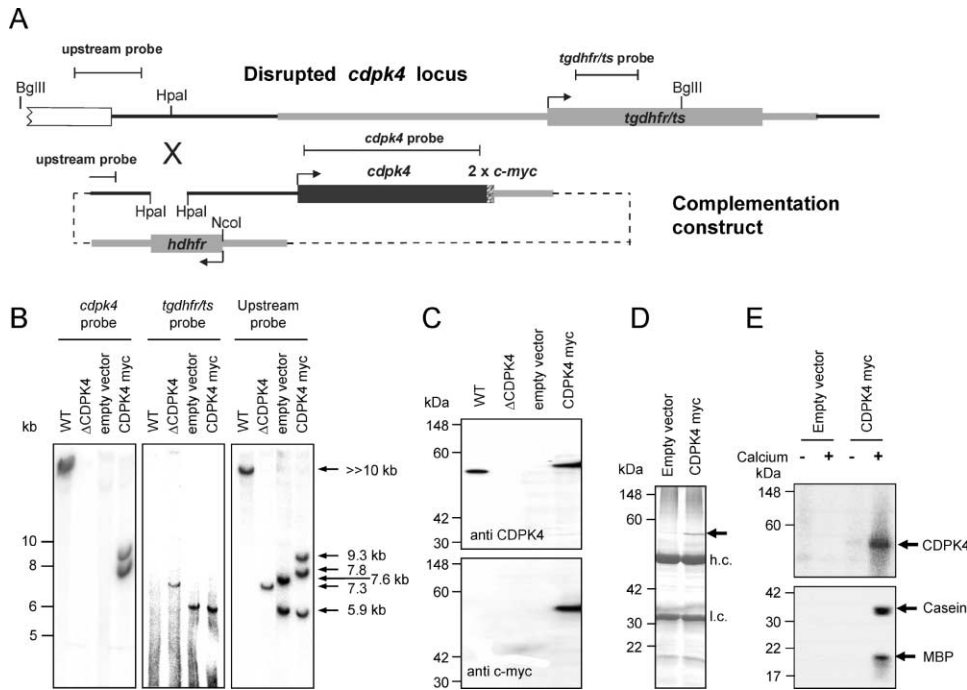 A
upstream probe
Disrupted cdpk4 locus
tgdhfr/ts probe
BglII
HpaI
BglII
tgdhfr/ts
cdpk4 probe
upstream probe
X
cdpk4
2 x c-myc
HpaI
HpaI
NcoI
Complementation
construct
hdhfr
B
cdpk4
probe
tgdhfr/ts
probe
Upstream
probe
WT
ΔCDPK4
empty vector
CDPK4 myc
WT
ΔCDPK4
empty vector
CDPK4 myc
WT
ΔCDPK4
empty vector
CDPK4 myc
kb
10
8
6
5
>>10 kb
9.3 kb
7.8
7.6 kb
7.3
5.9 kb
C
WT
ΔCDPK4
empty vector
CDPK4 myc
kDa
148
60
42
30
anti CDPK4
148
60
42
30
anti c-myc
D
Empty vector
CDPK4 myc
kDa
148
60
42
30
22
h.c.
l.c.
E
Empty vector
CDPK4 myc
Calcium - + - +
kDa
148
60
CDPK4
42
30
22
17
Casein
MBP